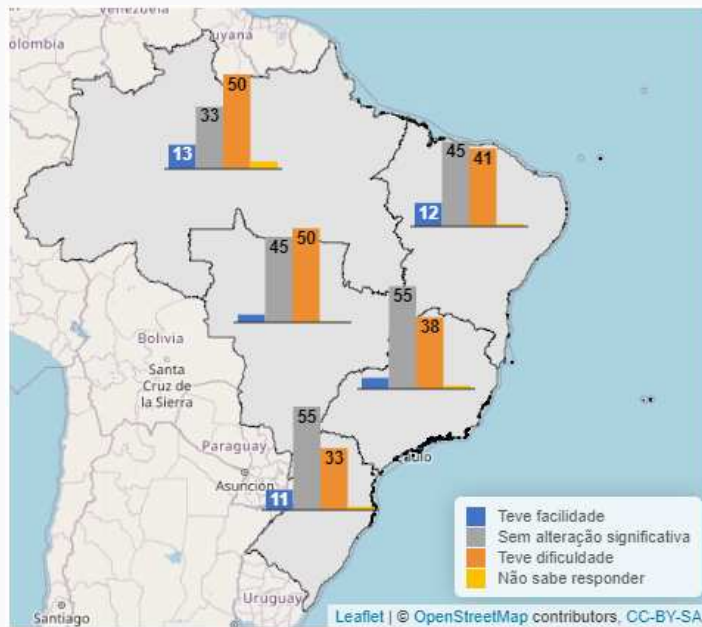 Venezuela
Colombia
Guyana
50
33
13
45
41
12
45
50
55
38
Bolivia
Santa
Cruz de
la Sierra
55
Paraguay
33
Asunción
11
Teve facilidade
Sem alteração significativa
Teve dificuldade
Não sabe responder
Uruguay
Santiago
Leaflet | © OpenStreetMap contributors, CC-BY-SA